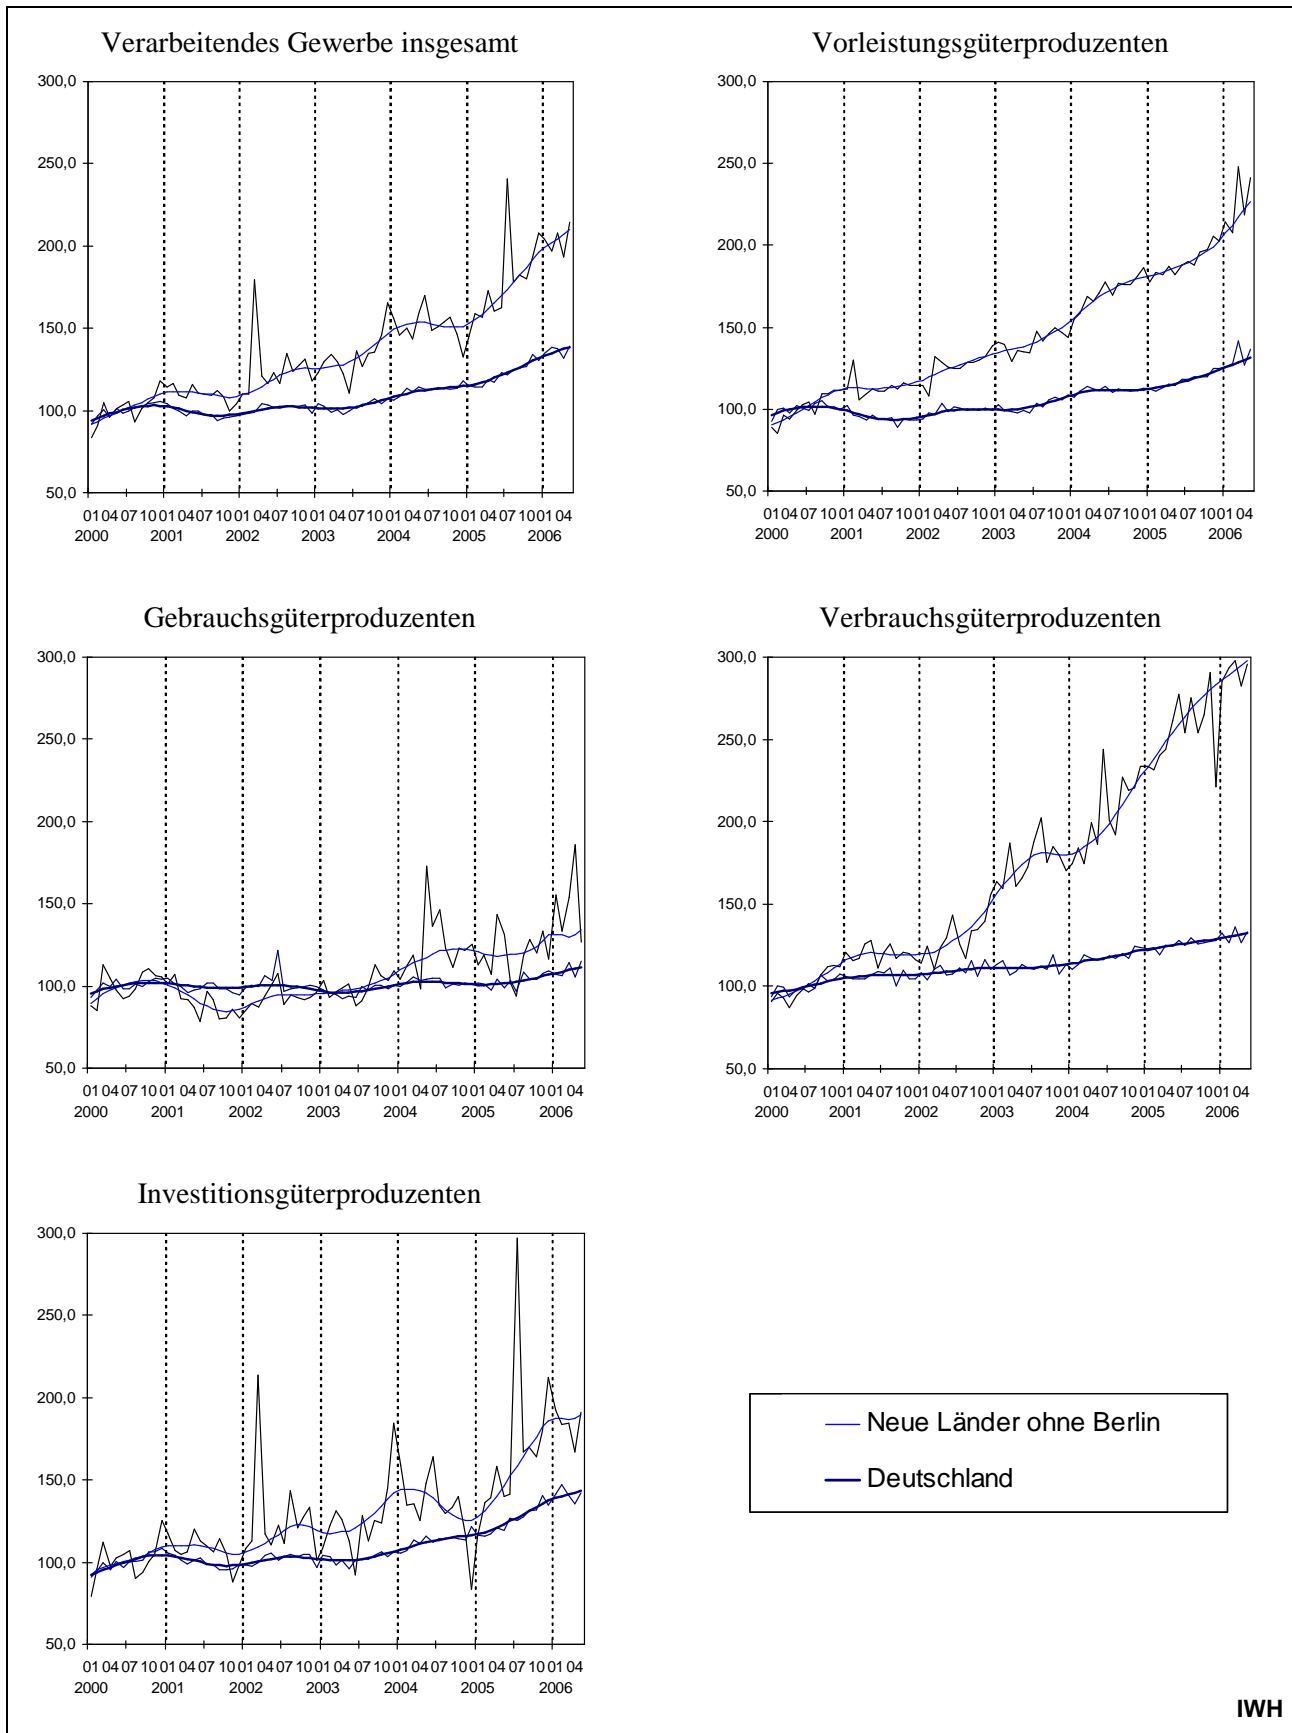 Verarbeitendes Gewerbe insgesamt
300,0
250,0
200,0
150,0
100,0
50,0
01 04 07 10 01 04 07 10 01 04 07 10 01 04 07 10 01 04 07 10 01 04 07 10 01 04
2000 2001 2002 2003 2004 2005 2006
Vorleistungsgüterproduzenten
300,0
250,0
200,0
150,0
100,0
50,0
01 04 07 10 01 04 07 10 01 04 07 10 01 04 07 10 01 04 07 10 01 04 07 10 01 04
2000 2001 2002 2003 2004 2005 2006
Gebrauchsgüterproduzenten
300,0
250,0
200,0
150,0
100,0
50,0
01 04 07 10 01 04 07 10 01 04 07 10 01 04 07 10 01 04 07 10 01 04 07 10 01 04
2000 2001 2002 2003 2004 2005 2006
Verbrauchsgüterproduzenten
300,0
250,0
200,0
150,0
100,0
50,0
01 04 07 10 01 04 07 10 01 04 07 10 01 04 07 10 01 04 07 10 01 04 07 10 01 04
2000 2001 2002 2003 2004 2005 2006
Investitionsgüterproduzenten
300,0
250,0
200,0
150,0
100,0
50,0
01 04 07 10 01 04 07 10 01 04 07 10 01 04 07 10 01 04 07 10 01 04 07 10 01 04
2000 2001 2002 2003 2004 2005 2006
Neue Länder ohne Berlin
Deutschland
IWH